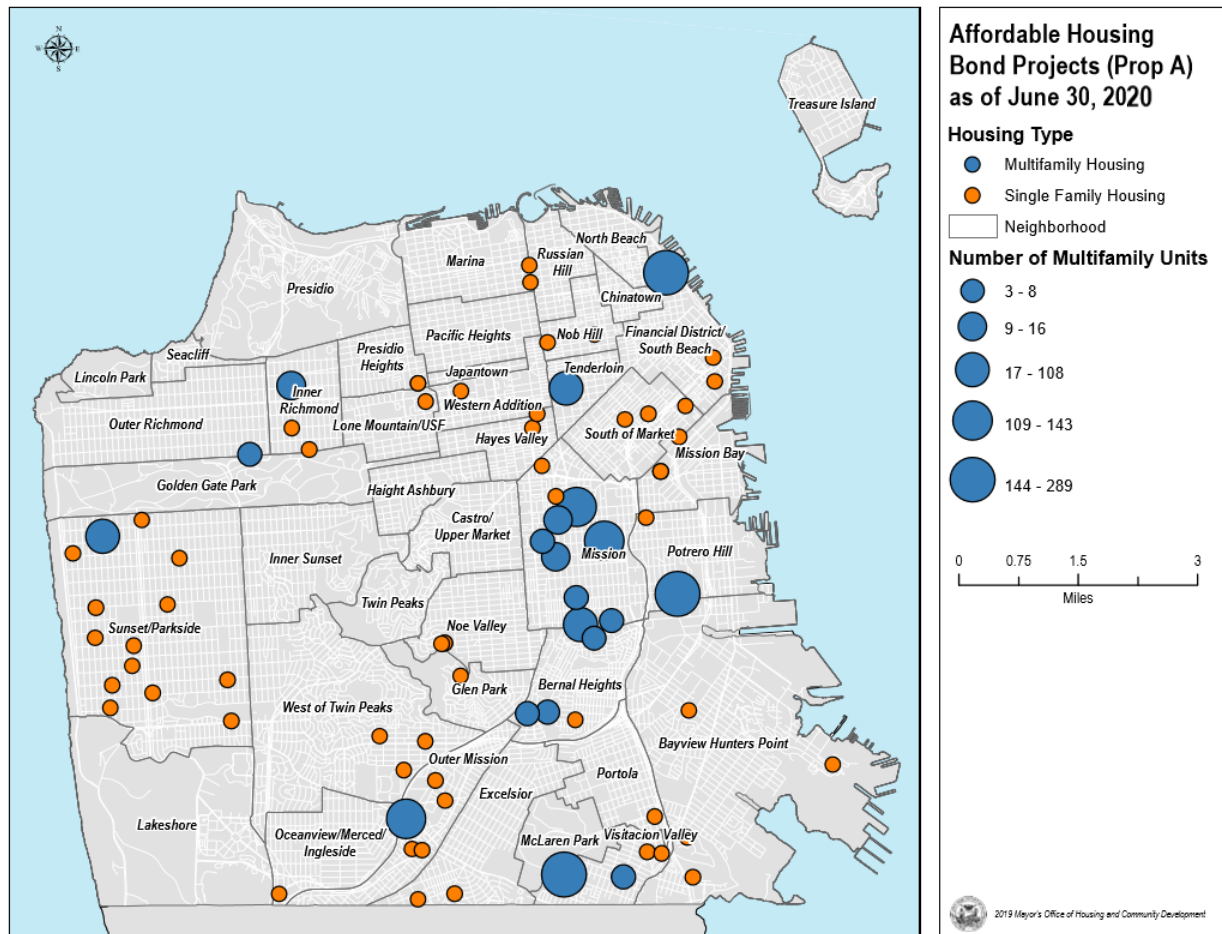 N
W
E
S
Treasure Island
North Beach
Russian
Hill
Marina
Chinatown
Presidio
Pacific Heights
Nob Hill
Financial District/
South Beach
Seacliff
Presidio
Heights
Japantown
Tenderloin
Lincoln Park
Inner
Richmond
Western Addition
Outer Richmond
Lone Mountain/USF
Hayes Valley
South of Market
Mission Bay
Golden Gate Park
Haight Ashbury
Castro/
Upper Market
Mission
Potrero Hill
Inner Sunset
Twin Peaks
Sunset/Parkside
Noe Valley
Glen Park
Bernal Heights
West of Twin Peaks
Bayview Hunters Point
Outer Mission
Portola
Excelsior
Lakeshore
Oceanview/Merced/
Ingleside
McLaren Park
Visitacion Valley
Affordable Housing
Bond Projects (Prop A)
as of June 30, 2020
Housing Type
Multifamily Housing
Single Family Housing
Neighborhood
Number of Multifamily Units
3 - 8
9 - 16
17 - 108
109 - 143
144 - 289
0 0.75 1.5 3
Miles
2019 Mayor's Office of Housing and Community Development